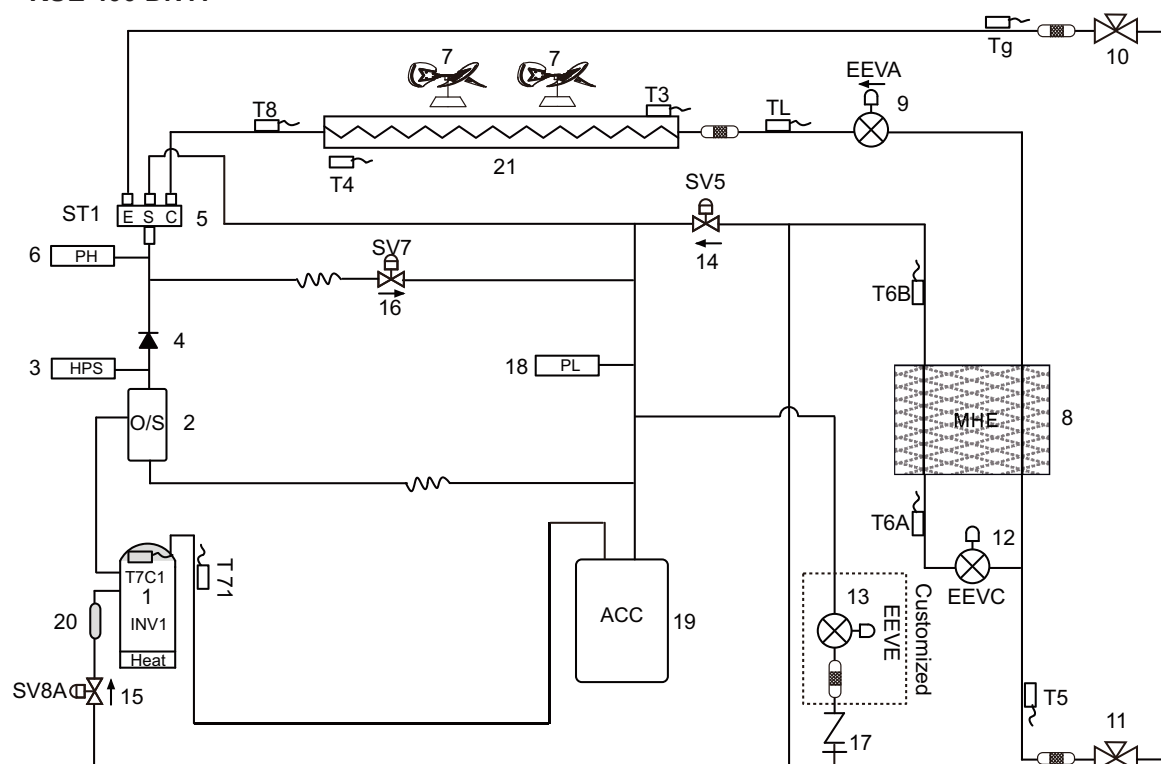 Tg
10
7
7
EEVA
9
T8
T3
TL
T4
21
SV5
ST1
E S C
5
14
6
PH
SV7
16
T6B
4
3
HPS
18
PL
O/S
2
MHE
8
T6A
12
EEVC
T7C1
1
INV1
Heat
T 71
20
SV8A
15
ACC
19
13
EEVE
Customized
17
T5
11